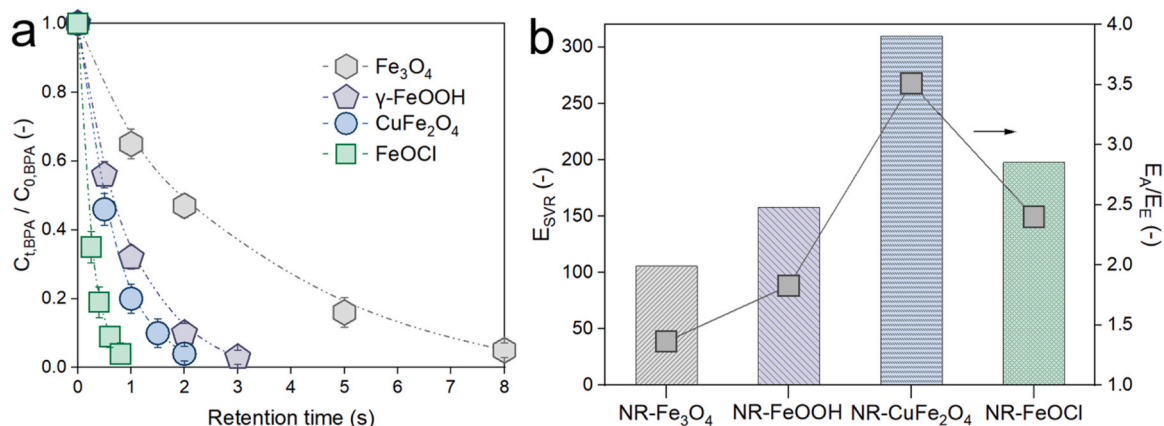 a
C_t,BPA / C_0,BPA (-)
1.0
0.8
0.6
0.4
0.2
0.0
0 1 2 3 4 5 6 7 8
Retention time (s)
Fe₃O₄
γ-FeOOH
CuFe₂O₄
FeOCl
b
E_SVR (-)
300
250
200
150
100
50
0
NR-Fe₃O₄ NR-FeOOH NR-CuFe₂O₄ NR-FeOCl
4.0
3.5
3.0
2.5
2.0
1.5
1.0
E_A/E_E (-)